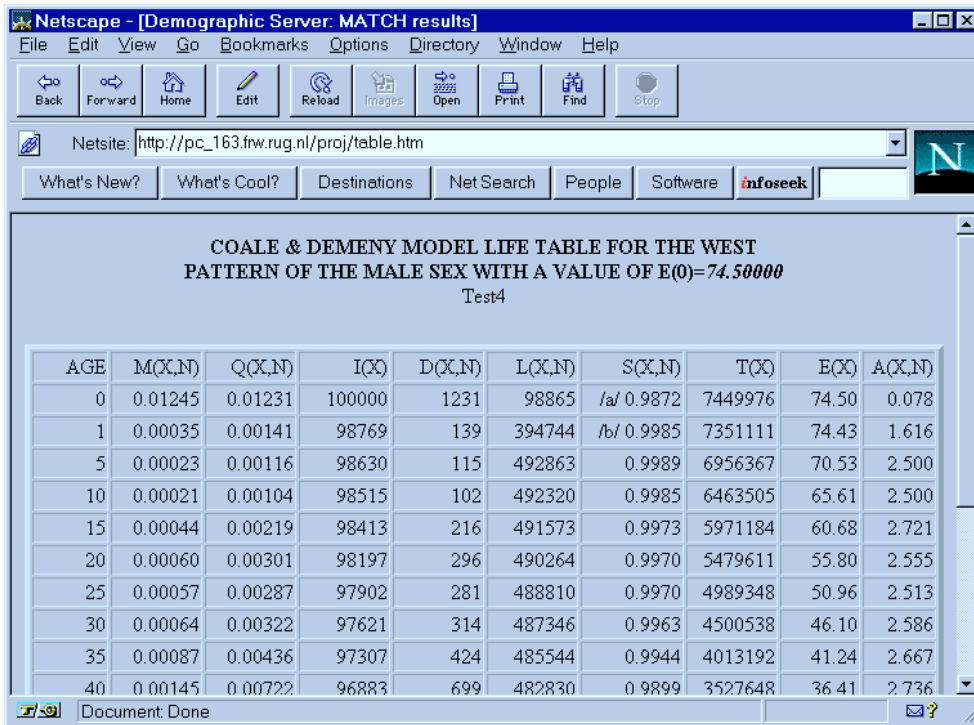 Netscape - [Demographic Server: MATCH results]
File Edit View Go Bookmarks Options Directory Window Help
Back Forward Home Edit Reload Images Open Print Find Stop
Netsite: http://pc_163.frw.rug.nl/proj/table.htm
N
What's New? What's Cool? Destinations Net Search People Software infoseek
COALE & DEMENY MODEL LIFE TABLE FOR THE WEST
PATTERN OF THE MALE SEX WITH A VALUE OF E(0)=74.50000
Test4
AGE M(X,N) Q(X,N) I(X) D(X,N) L(X,N) S(X,N) T(X) E(X) A(X,N)
0 0.01245 0.01231 100000 1231 98865 /a/ 0.9872 7449976 74.50 0.078
1 0.00035 0.00141 98769 139 394744 /b/ 0.9985 7351111 74.43 1.616
5 0.00023 0.00116 98630 115 492863 0.9989 6956367 70.53 2.500
10 0.00021 0.00104 98515 102 492320 0.9985 6463505 65.61 2.500
15 0.00044 0.00219 98413 216 491573 0.9973 5971184 60.68 2.721
20 0.00060 0.00301 98197 296 490264 0.9970 5479611 55.80 2.555
25 0.00057 0.00287 97902 281 488810 0.9970 4989348 50.96 2.513
30 0.00064 0.00322 97621 314 487346 0.9963 4500538 46.10 2.586
35 0.00087 0.00436 97307 424 485544 0.9944 4013192 41.24 2.667
40 0.00145 0.00722 96883 699 482830 0.9899 3527648 36.41 2.736
Document: Done